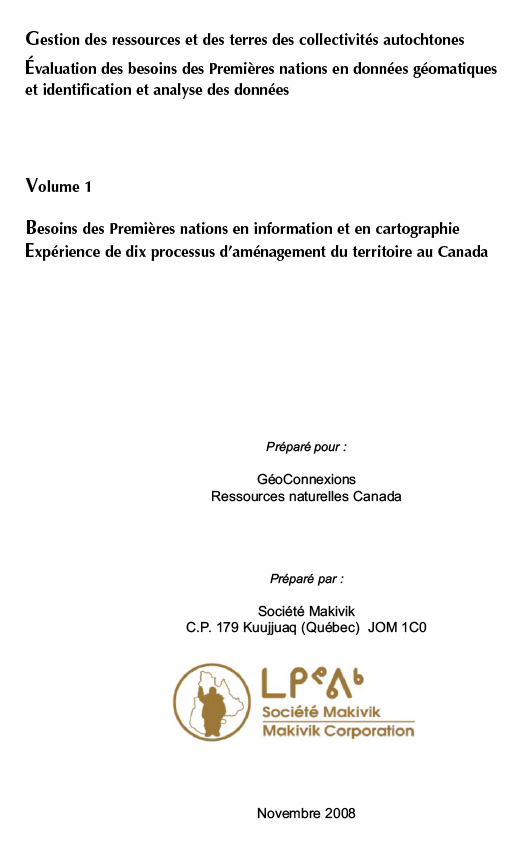 Gestion des ressources et des terres des collectivités autochtones
Évaluation des besoins des Premières nations en données géomatiques
et identification et analyse des données
Volume 1
Besoins des Premières nations en information et en cartographie
Expérience de dix processus d'aménagement du territoire au Canada
Préparé pour :
GéoConnexions
Ressources naturelles Canada
Préparé par :
Société Makivik
C.P. 179 Kuujjuaq (Québec) JOM 1C0
ᒪᑭᕝᕕᒃ
Société Makivik
Makivik Corporation
Novembre 2008